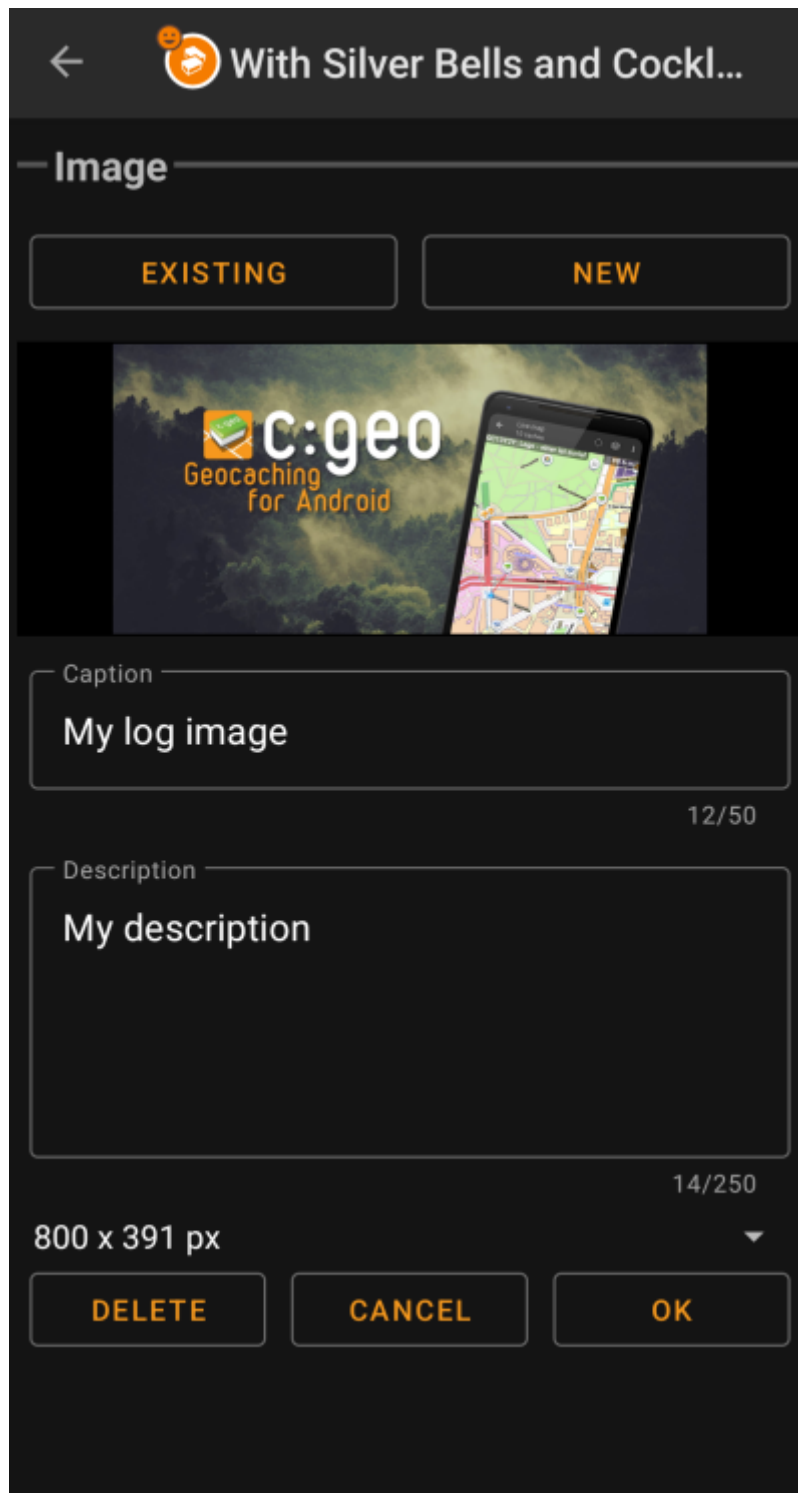 With Silver Bells and Cockl...
Image
EXISTING
NEW
c:geo
Geocaching
for Android
Caption
My log image
12/50
Description
My description
14/250
800 x 391 px
DELETE
CANCEL
OK